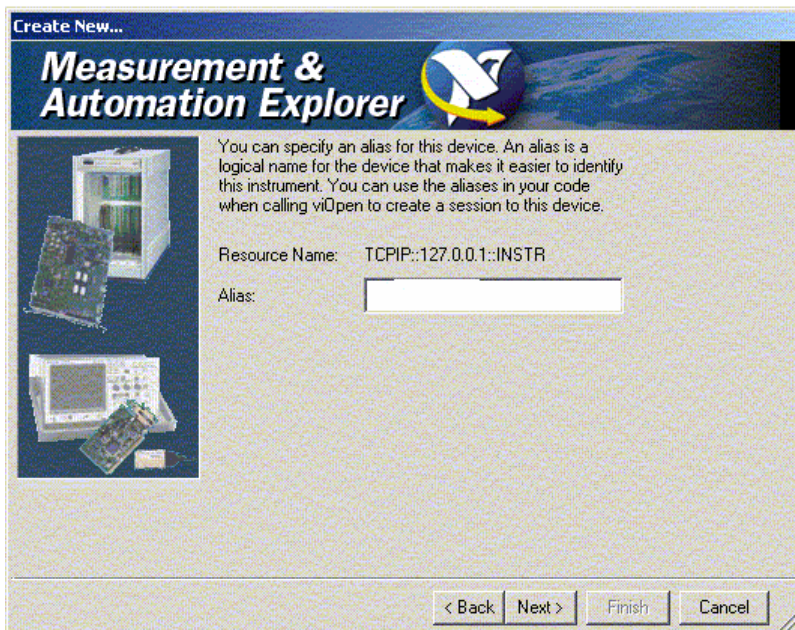 Create New...
Measurement &
Automation Explorer
You can specify an alias for this device. An alias is a
logical name for the device that makes it easier to identify
this instrument. You can use the aliases in your code
when calling viOpen to create a session to this device.
Resource Name: TCPIP::127.0.0.1::INSTR
Alias:
< Back Next > Finish Cancel